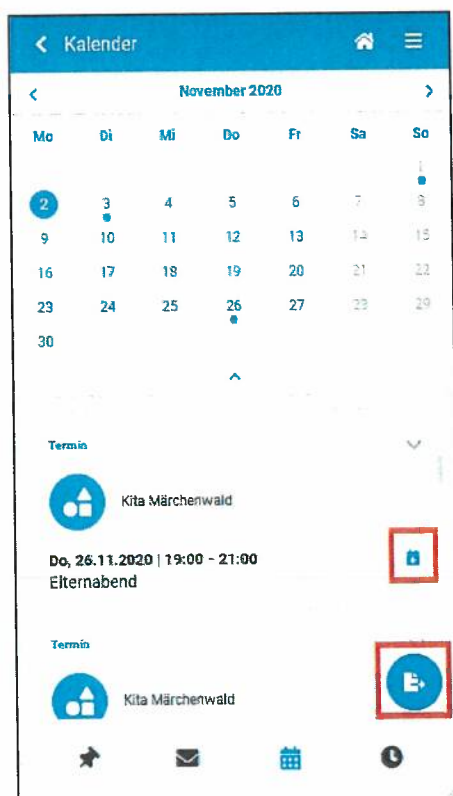 Kalender
November 2020
Mo Di Mi Do Fr Sa So
1
2 3 4 5 6 7 8
9 10 11 12 13 14 15
16 17 18 19 20 21 22
23 24 25 26 27 28 29
30
Termin
Kita Märchenwald
Do, 26.11.2020 | 19:00 - 21:00
Elternabend
Termin
Kita Märchenwald